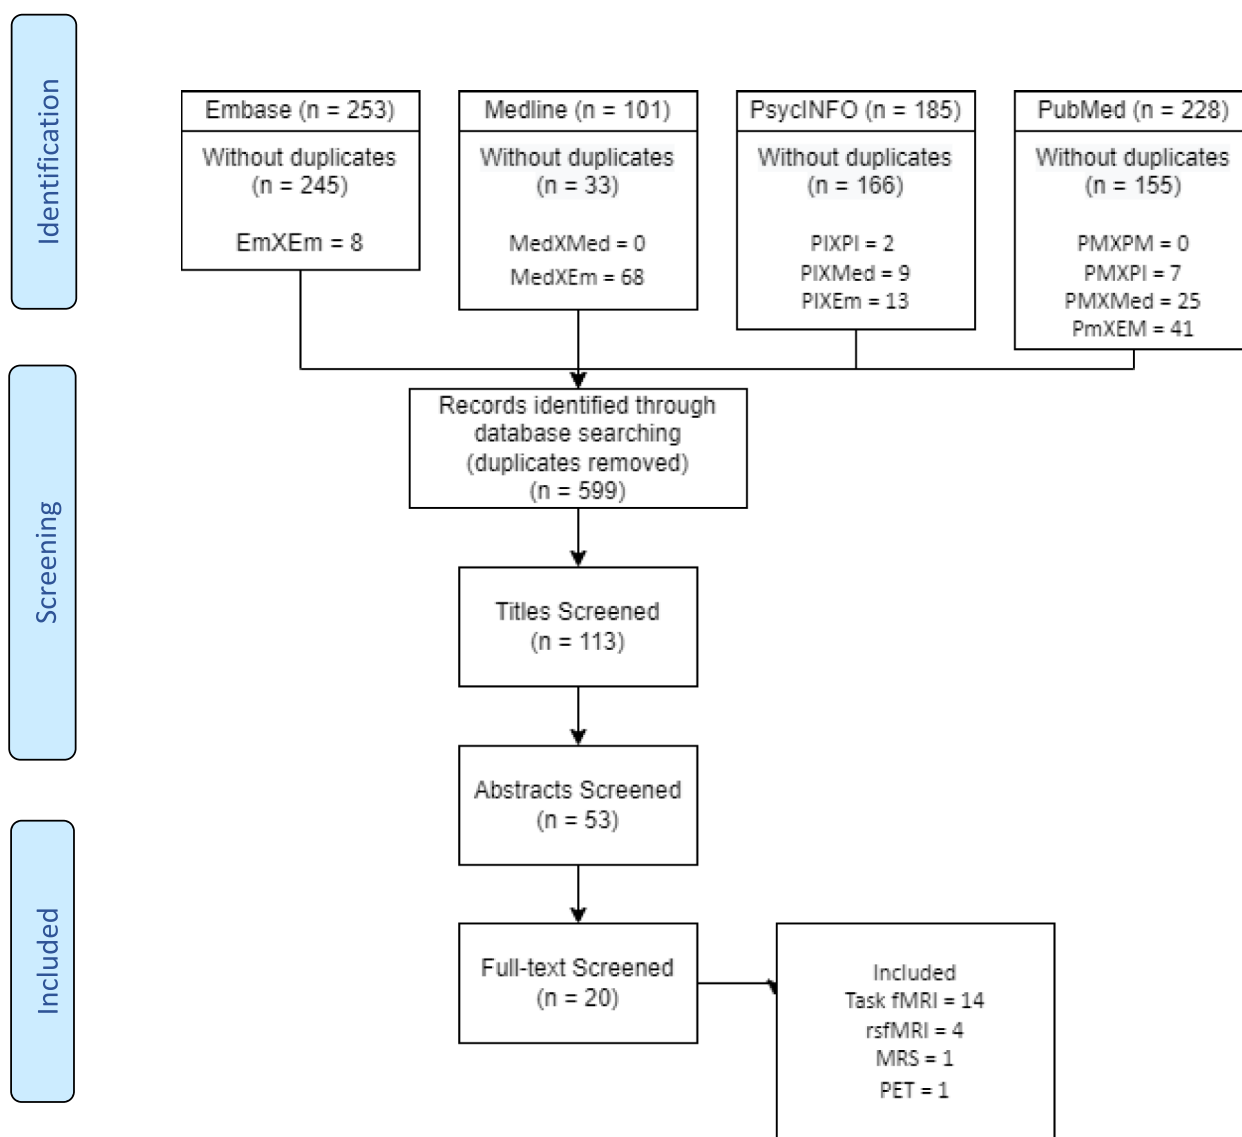 Identification
Embase (n = 253)
Without duplicates
(n = 245)
EmXEm = 8
Medline (n = 101)
Without duplicates
(n = 33)
MedXMed = 0
MedXEm = 68
PsycINFO (n = 185)
Without duplicates
(n = 166)
PIXPI = 2
PIXMed = 9
PIXEm = 13
PubMed (n = 228)
Without duplicates
(n = 155)
PMXPM = 0
PMXPI = 7
PMXMed = 25
PmXEM = 41
Screening
Records identified through
database searching
(duplicates removed)
(n = 599)
Titles Screened
(n = 113)
Abstracts Screened
(n = 53)
Included
Full-text Screened
(n = 20)
Included
Task fMRI = 14
rsfMRI = 4
MRS = 1
PET = 1